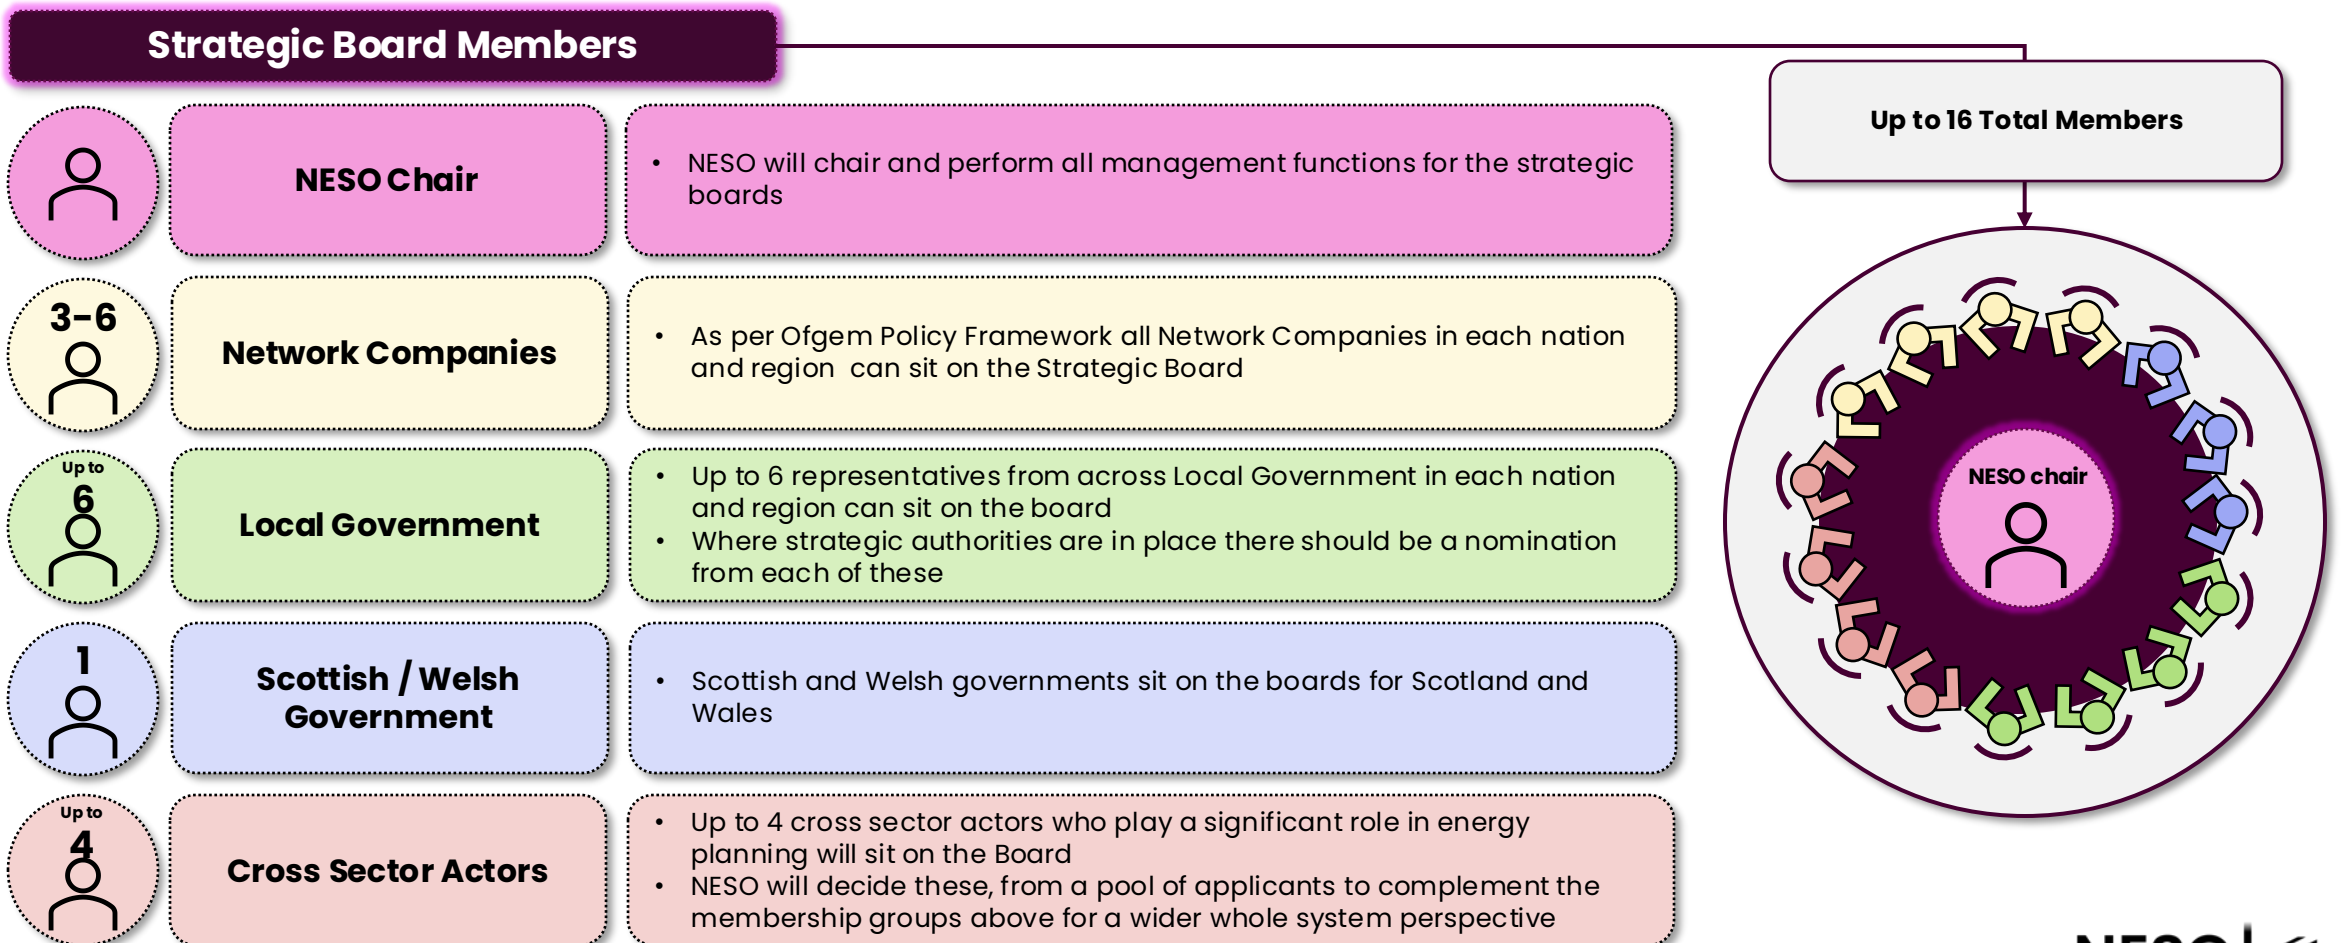 Strategic Board Members
Up to 16 Total Members
NESO Chair
• NESO will chair and perform all management functions for the strategic
boards
3-6
Network Companies
• As per Ofgem Policy Framework all Network Companies in each nation
and region can sit on the Strategic Board
Up to
6
Local Government
• Up to 6 representatives from across Local Government in each nation
and region can sit on the board
• Where strategic authorities are in place there should be a nomination
from each of these
1
Scottish / Welsh
Government
• Scottish and Welsh governments sit on the boards for Scotland and
Wales
Up to
4
Cross Sector Actors
• Up to 4 cross sector actors who play a significant role in energy
planning will sit on the Board
• NESO will decide these, from a pool of applicants to complement the
membership groups above for a wider whole system perspective
NESO chair
NESO